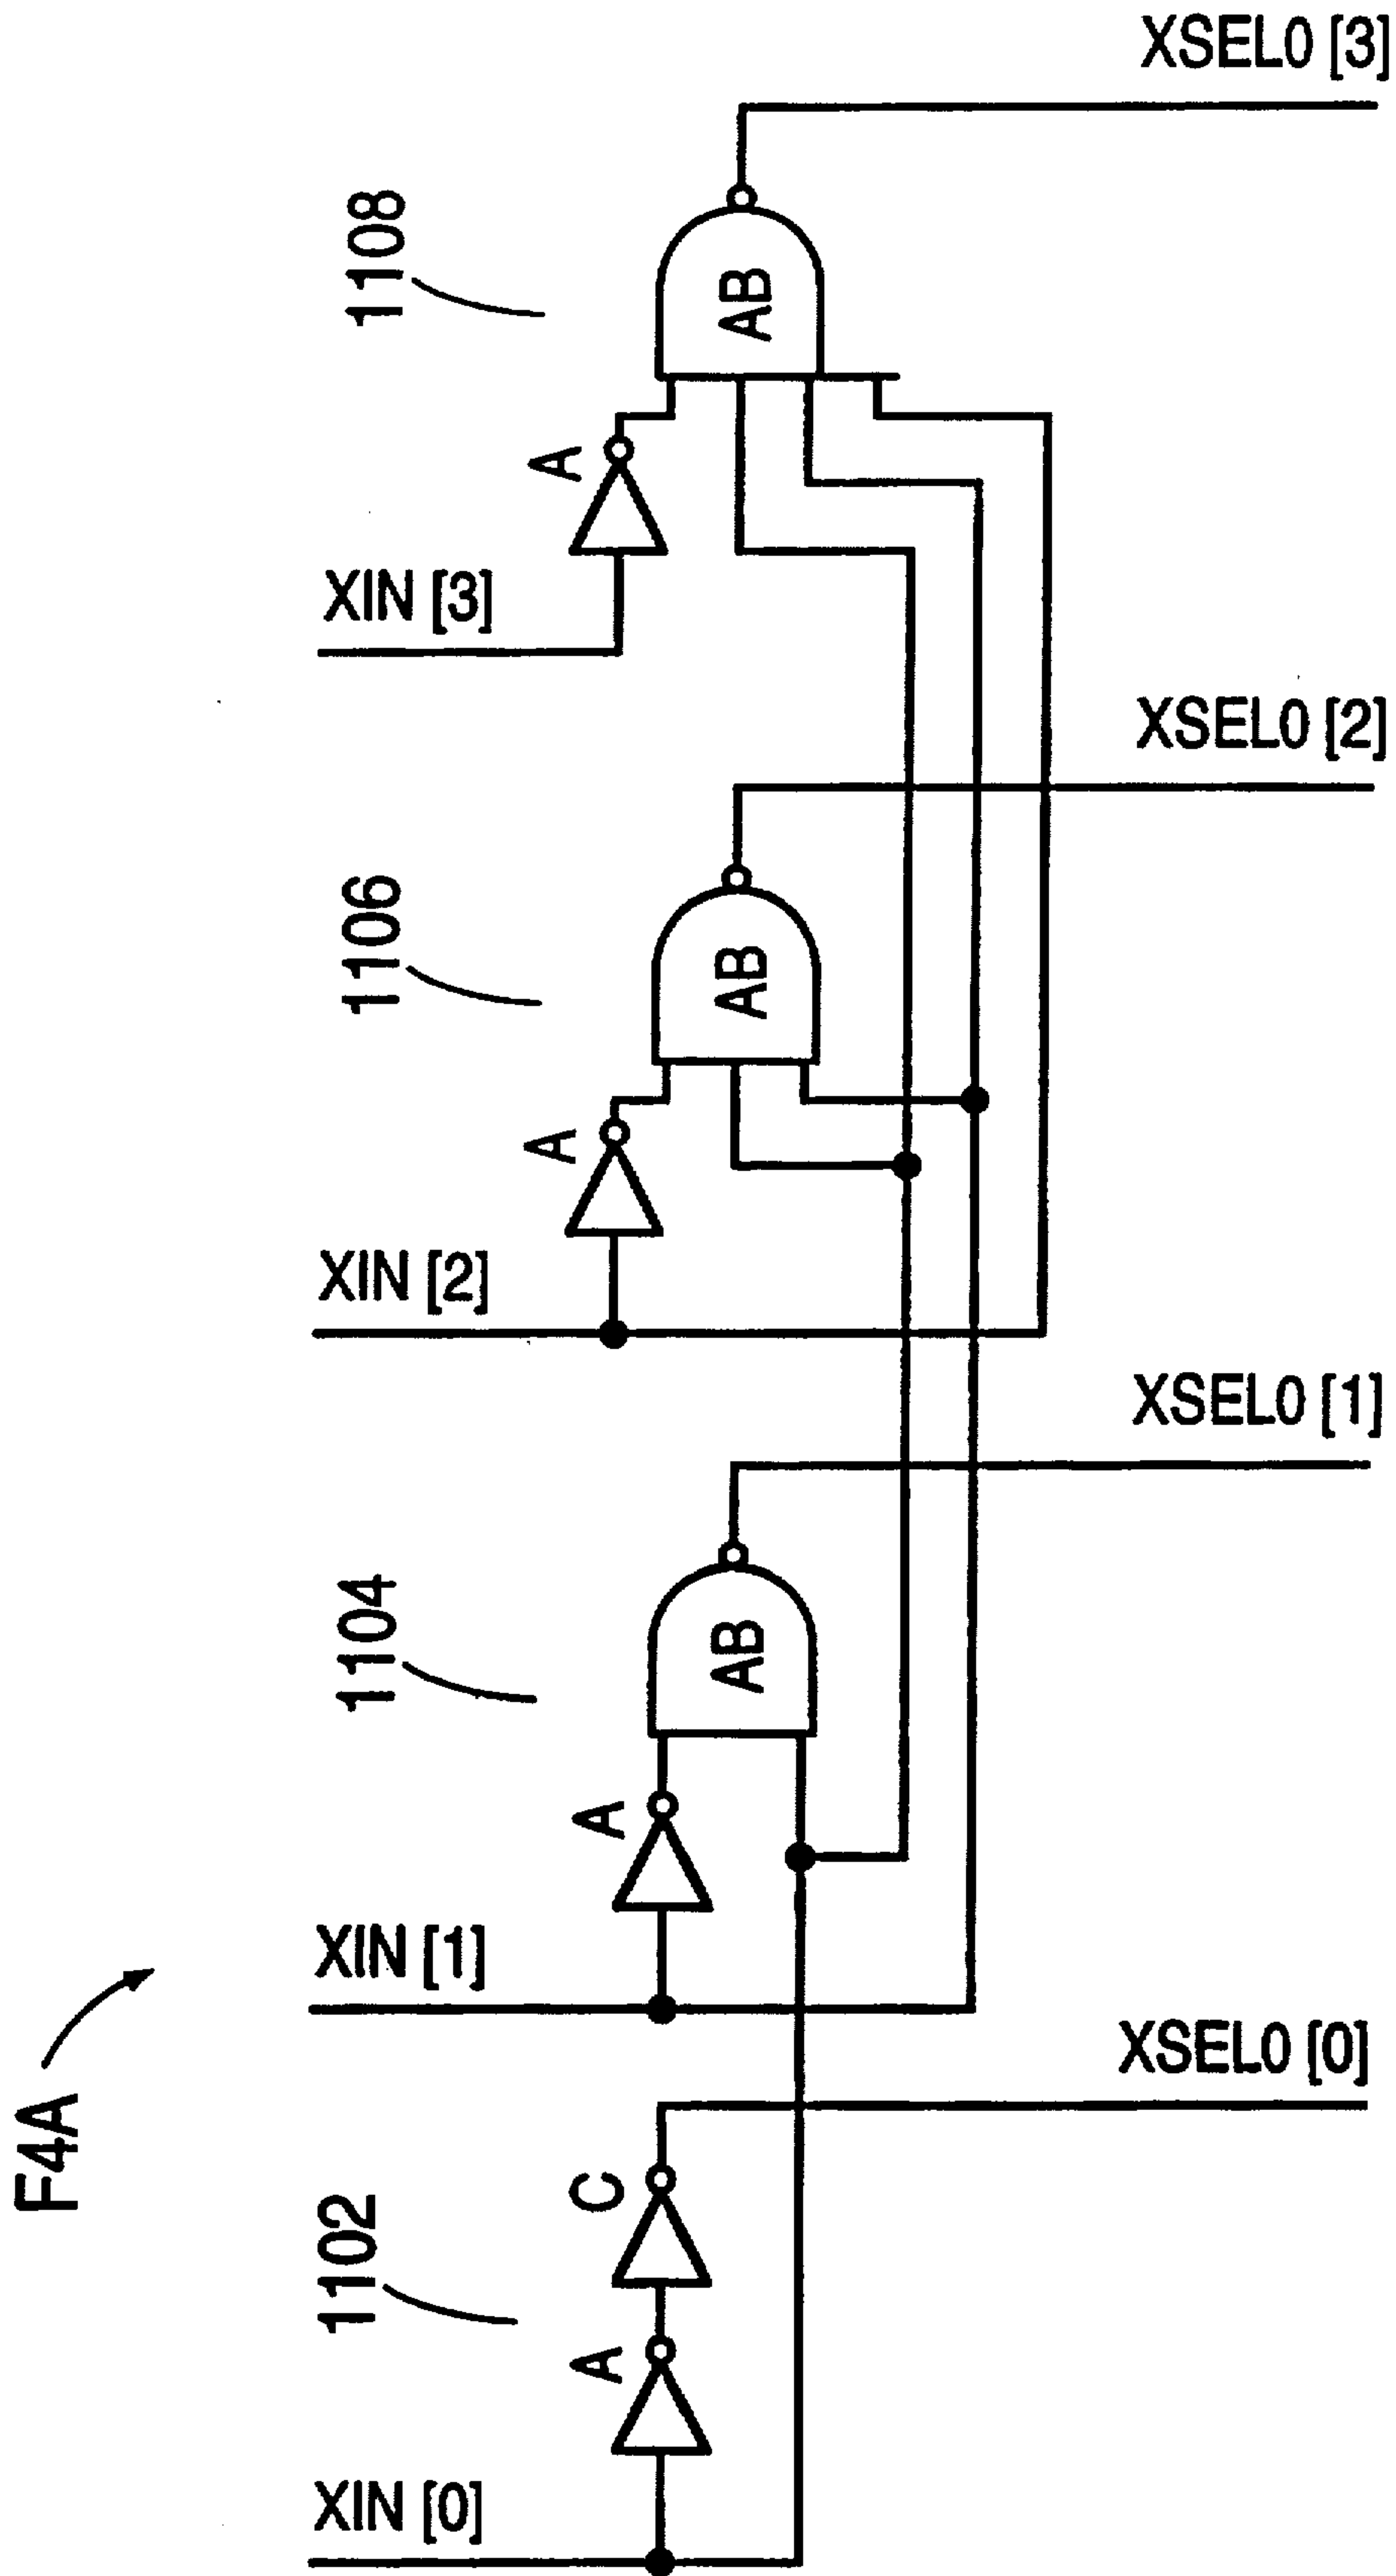 F4A
1102
1104
1106
1108
XIN [0]
XIN [1]
XIN [2]
XIN [3]
A
C
A
A
A
AB
AB
AB
XSEL0 [0]
XSEL0 [1]
XSEL0 [2]
XSEL0 [3]